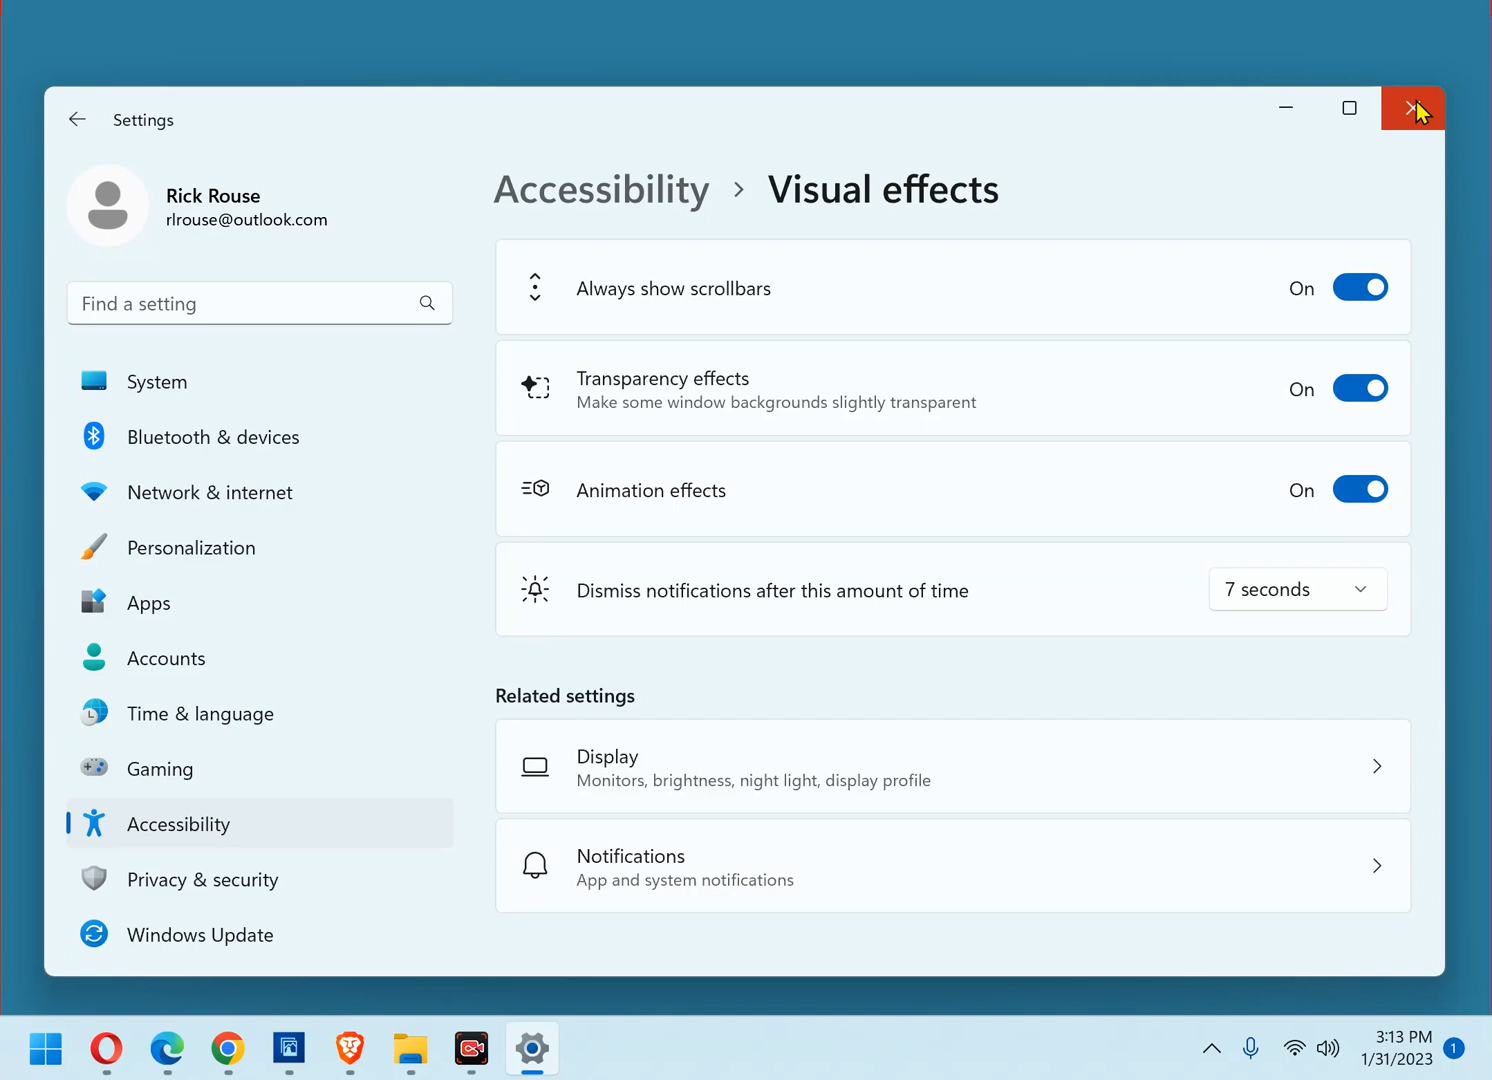 Settings
Rick Rouse
rlrouse@outlook.com
Find a setting
System
Bluetooth & devices
Network & internet
Personalization
Apps
Accounts
Time & language
Gaming
Accessibility
Privacy & security
Windows Update
Accessibility > Visual effects
Always show scrollbars On
Transparency effects
Make some window backgrounds slightly transparent
On
Animation effects On
Dismiss notifications after this amount of time 7 seconds
Related settings
Display
Monitors, brightness, night light, display profile
Notifications
App and system notifications
3:13 PM
1/31/2023
1